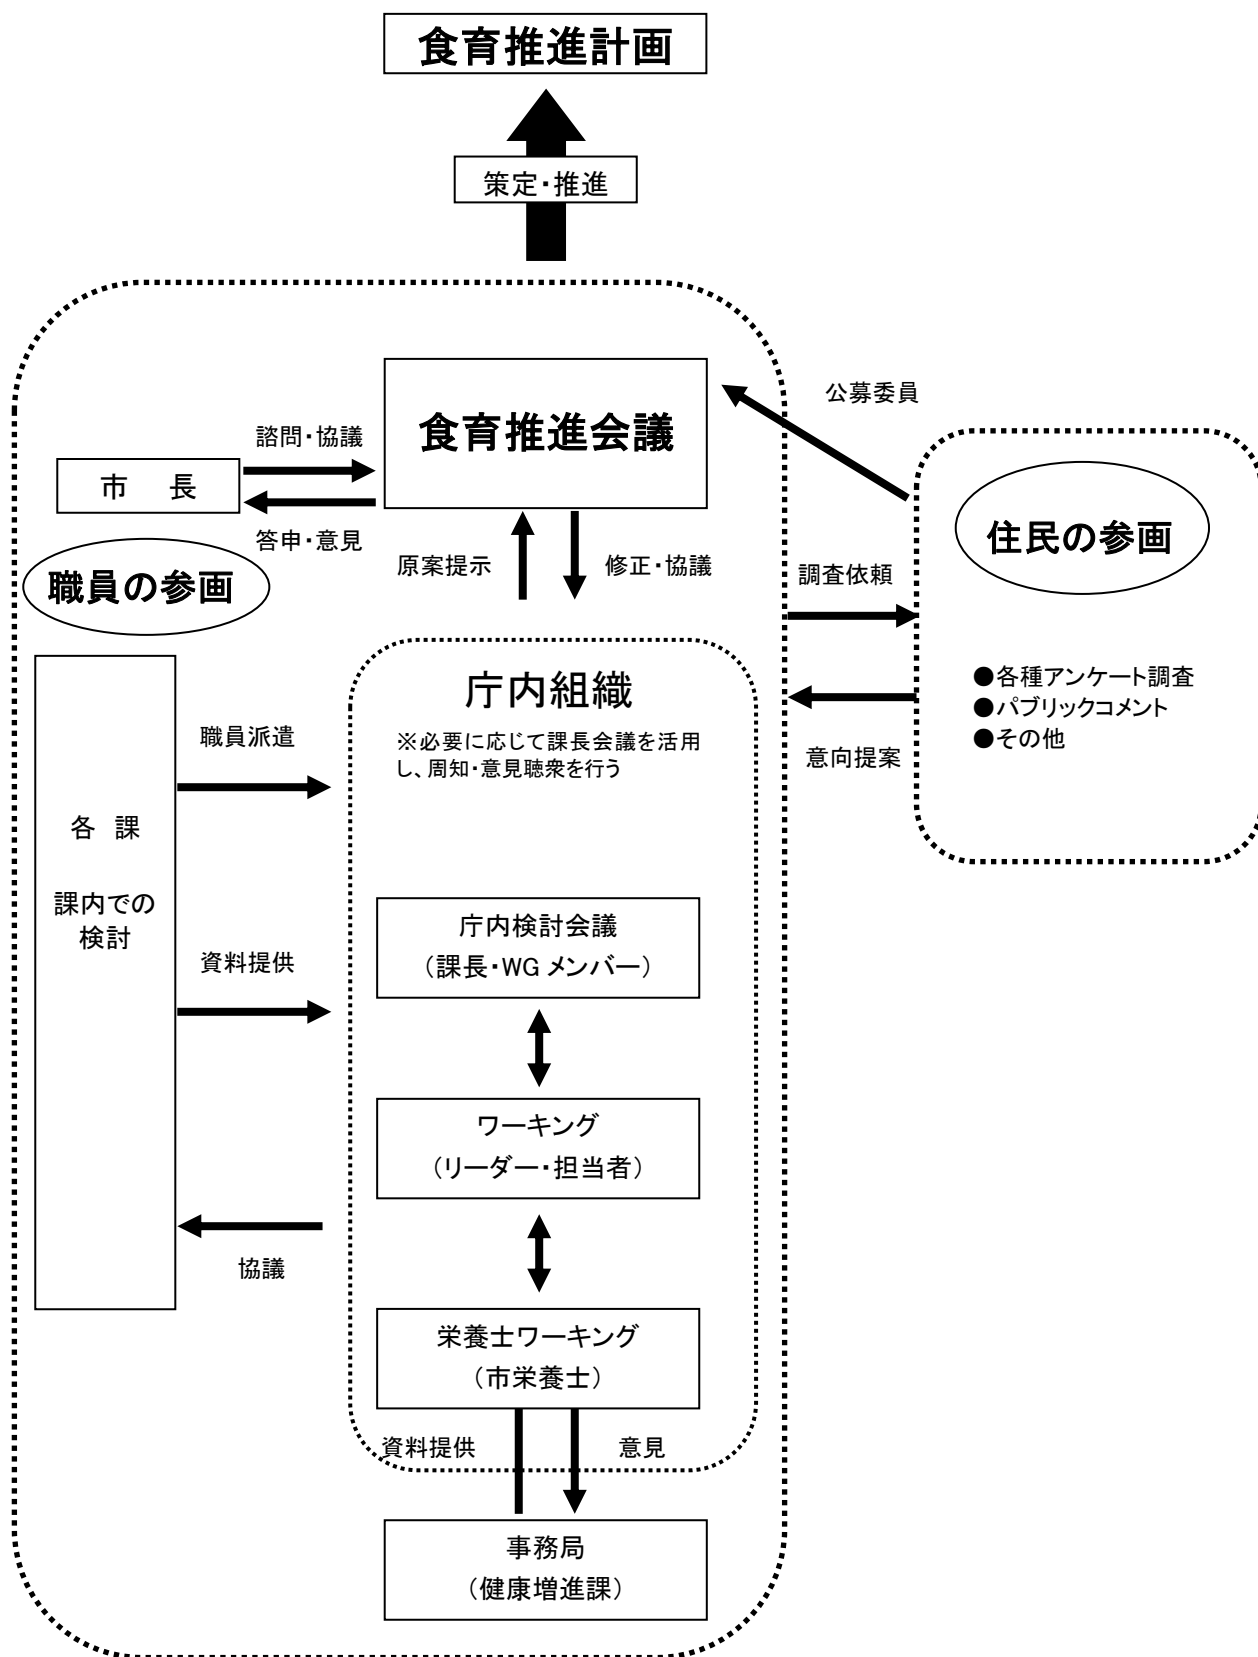 食育推進計画
策定・推進
食育推進会議
公募委員
諮問・協議
市　長
答申・意見
職員の参画
原案提示
修正・協議
住民の参画
調査依頼
●各種アンケート調査
●パブリックコメント
●その他
意向提案
庁内組織
※必要に応じて課長会議を活用
し、周知・意見聴衆を行う
職員派遣
各　課
課内での
検討
資料提供
庁内検討会議
（課長・WG メンバー）
ワーキング
（リーダー・担当者）
協議
栄養士ワーキング
（市栄養士）
資料提供
意見
事務局
（健康増進課）